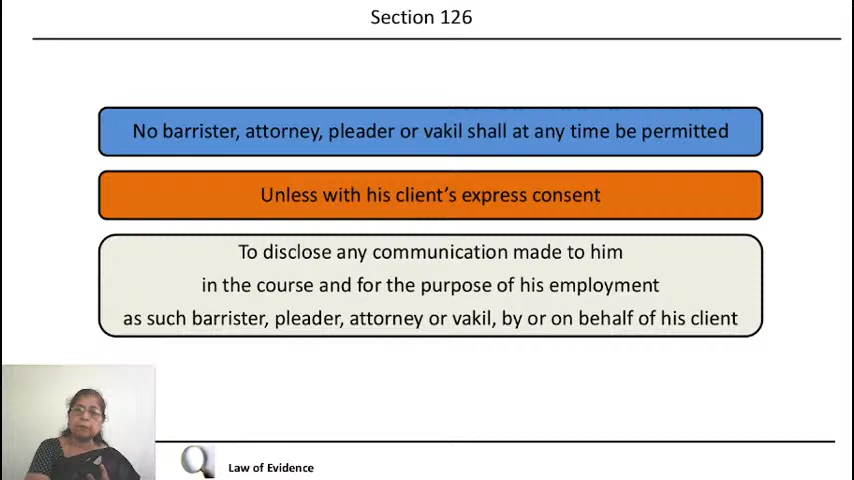 Section 126
No barrister, attorney, pleader or vakil shall at any time be permitted
Unless with his client’s express consent
To disclose any communication made to him
in the course and for the purpose of his employment
as such barrister, pleader, attorney or vakil, by or on behalf of his client
Law of Evidence